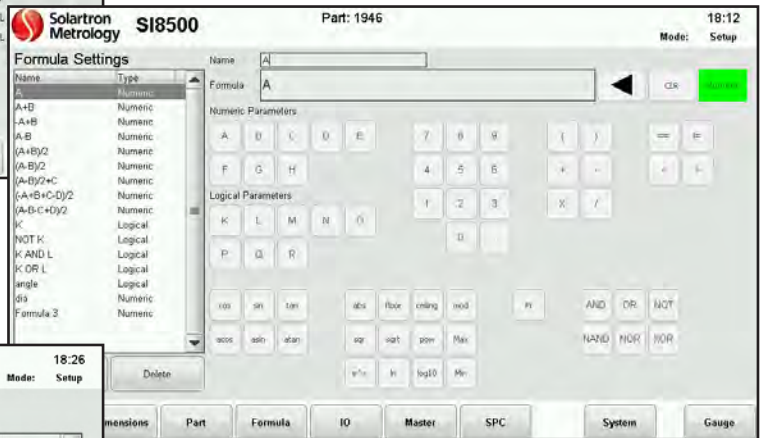 Solartron Metrology SI8500 Part: 1946 18:12
Mode: Setup
Formula Settings
Name Type
A Numeric
A+B Numeric
-A+B Numeric
A-B Numeric
(A+B)/2 Numeric
(A-B)/2 Numeric
(A-B)/2+C Numeric
(-A+B+C-D)/2 Numeric
(A-B-C+D)/2 Numeric
K Logical
NOT K Logical
K AND L Logical
K OR L Logical
angle Logical
dia Numeric
Formula 3 Numeric
Delete
Name A
Formula A CLR Numeric
Numeric Parameters
A B C D E 7 8 9 ( ) == !=
F G H 4 5 6 + -
Logical Parameters
1 2 3 X /
K L M N O
0
P Q R
cos sin tan abs floor ceiling mod AND OR NOT
acos asin atan sqr sqrt pow Max NAND NOR XOR
ln log10 Min
18:26
Mode: Setup
mensions Part Formula IO Master SPC System Gauge